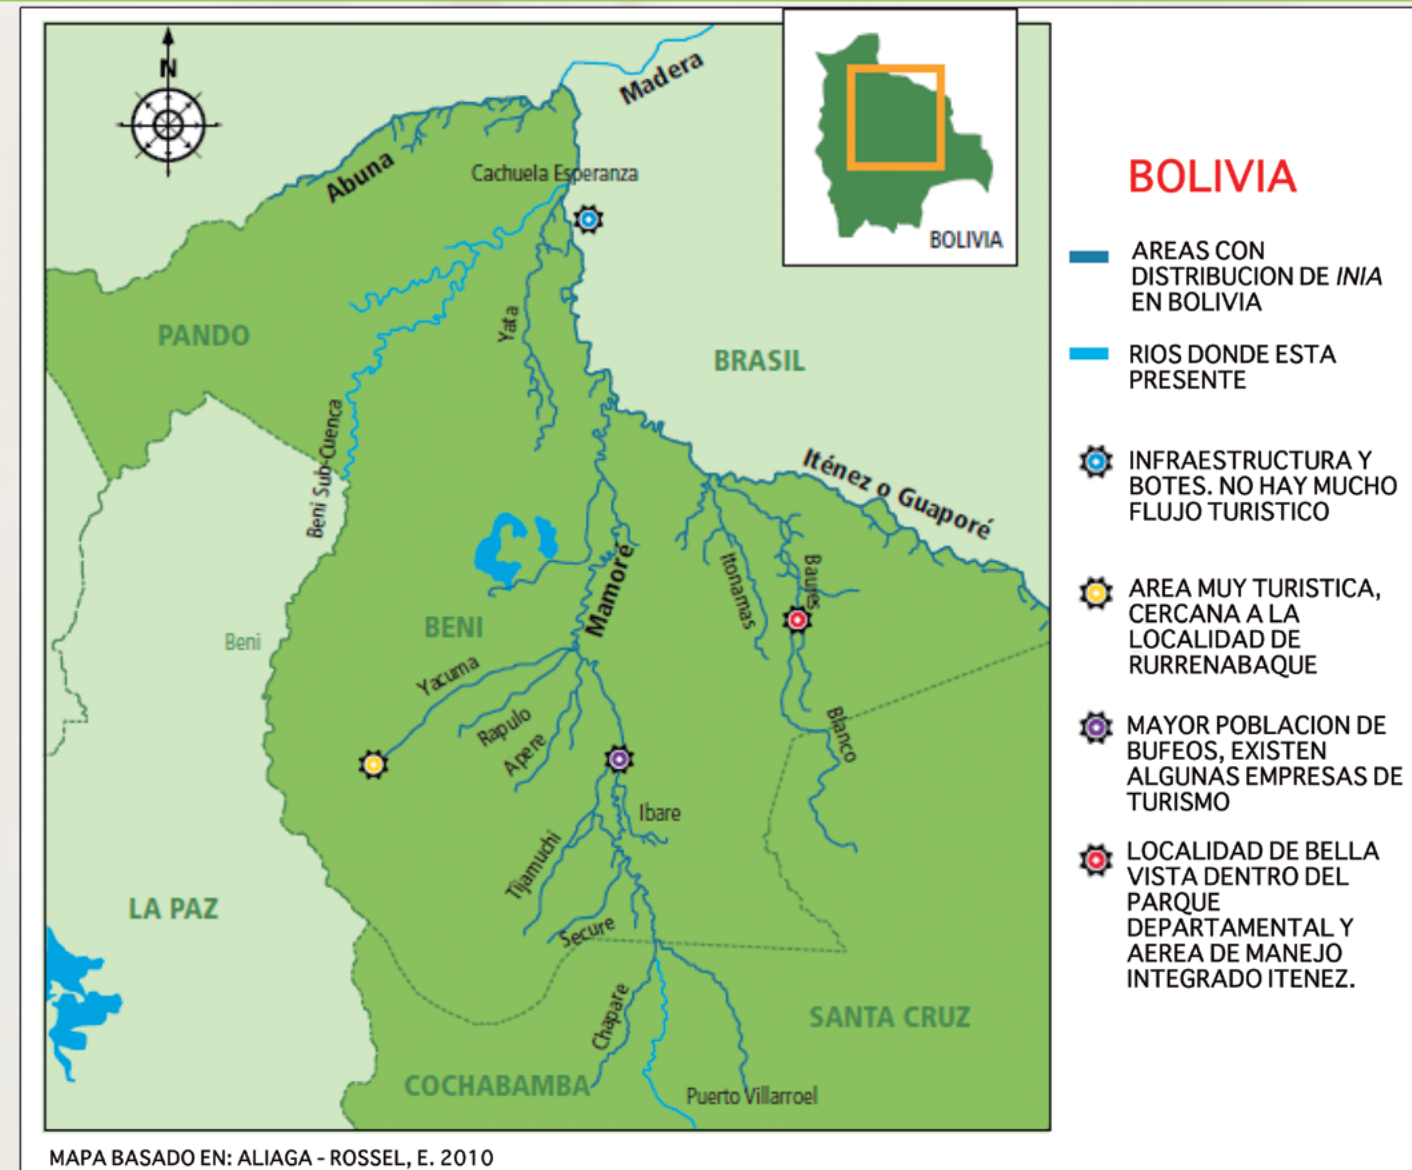 N
Madera
Abuna
Cachuela Esperanza
BOLIVIA
PANDO
Yata
BRASIL
Beni Sub-Cuenca
Iténez o Guaporé
Mamoré
Itonamas
Baures
BENI
Beni
Yacuma
Rapulo
Apere
Blanco
Ibare
Tijamuchi
LA PAZ
Secure
Chapare
SANTA CRUZ
COCHABAMBA
Puerto Villarroel
BOLIVIA
AREAS CON
DISTRIBUCION DE INIA
EN BOLIVIA
RIOS DONDE ESTA
PRESENTE
INFRAESTRUCTURA Y
BOTES. NO HAY MUCHO
FLUJO TURISTICO
AREA MUY TURISTICA,
CERCANA A LA
LOCALIDAD DE
RURRENABAQUE
MAYOR POBLACION DE
BUFEOS, EXISTEN
ALGUNAS EMPRESAS DE
TURISMO
LOCALIDAD DE BELLA
VISTA DENTRO DEL
PARQUE
DEPARTAMENTAL Y
AEREA DE MANEJO
INTEGRADO ITENEZ.
MAPA BASADO EN: ALIAGA - ROSSEL, E. 2010